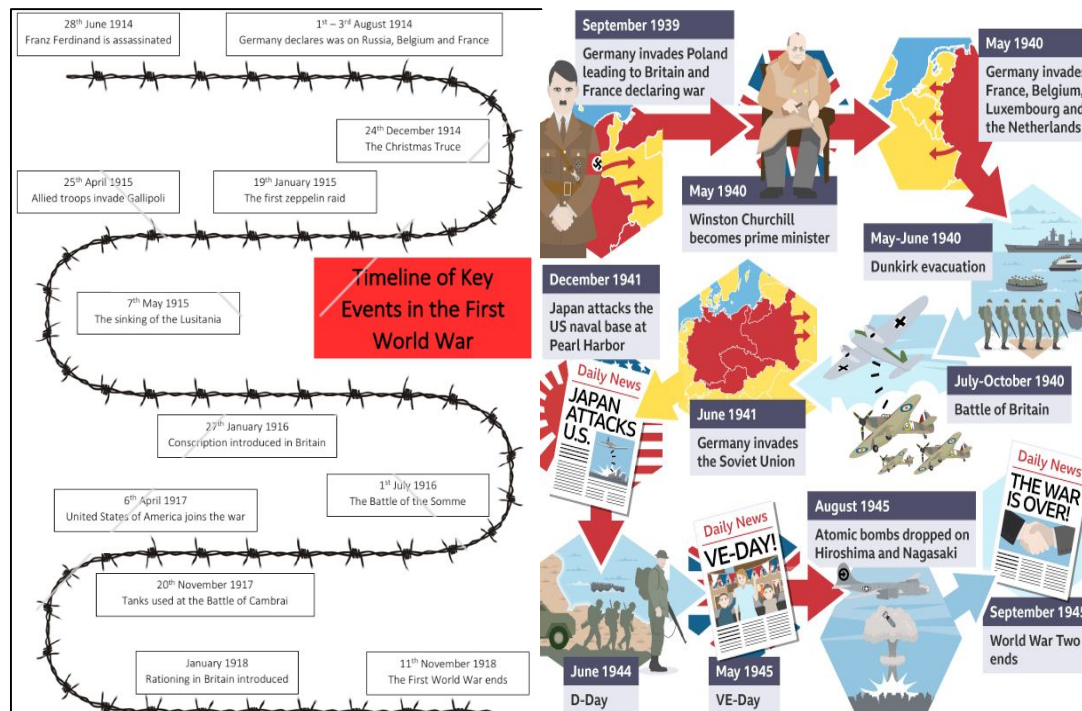 28th June 1914
Franz Ferdinand is assassinated
1st – 3rd August 1914
Germany declares was on Russia, Belgium and France
24th December 1914
The Christmas Truce
25th April 1915
Allied troops invade Gallipoli
19th January 1915
The first zeppelin raid
Timeline of Key
Events in the First
World War
7th May 1915
The sinking of the Lusitania
27th January 1916
Conscription introduced in Britain
1st July 1916
The Battle of the Somme
6th April 1917
United States of America joins the war
20th November 1917
Tanks used at the Battle of Cambrai
January 1918
Rationing in Britain introduced
11th November 1918
The First World War ends
September 1939
Germany invades Poland
leading to Britain and
France declaring war
May 1940
Winston Churchill
becomes prime minister
May 1940
Germany invades
France, Belgium,
Luxembourg and
the Netherlands
May-June 1940
Dunkirk evacuation
July-October 1940
Battle of Britain
June 1941
Germany invades
the Soviet Union
December 1941
Japan attacks the
US naval base at
Pearl Harbor
Daily News
JAPAN
ATTACKS
U.S.
June 1944
D-Day
Daily News
VE-DAY!
May 1945
VE-Day
August 1945
Atomic bombs dropped on
Hiroshima and Nagasaki
Daily News
THE WAR
IS OVER!
September 1945
World War Two
ends